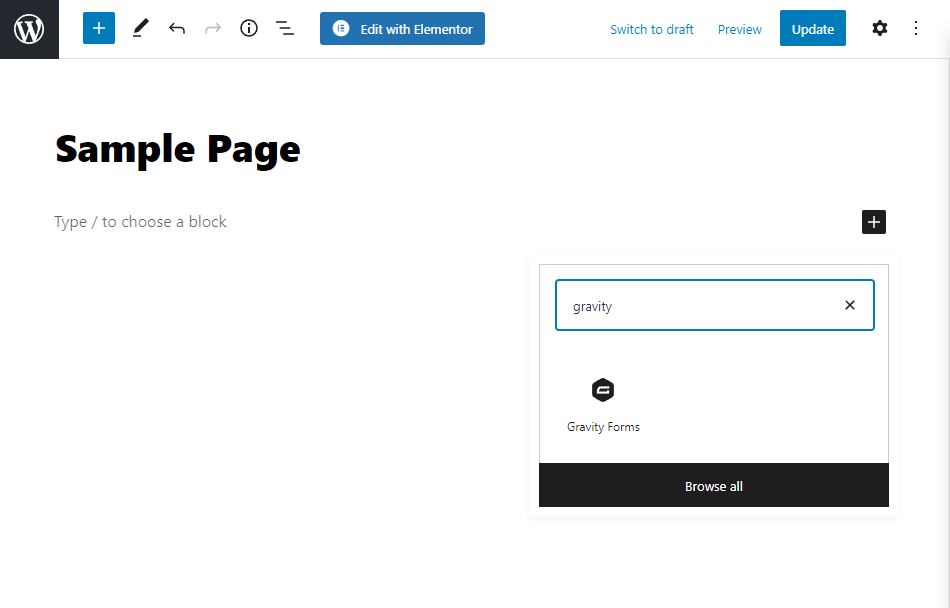 Edit with Elementor
Switch to draft
Preview
Update
Sample Page
Type / to choose a block
gravity
Gravity Forms
Browse all